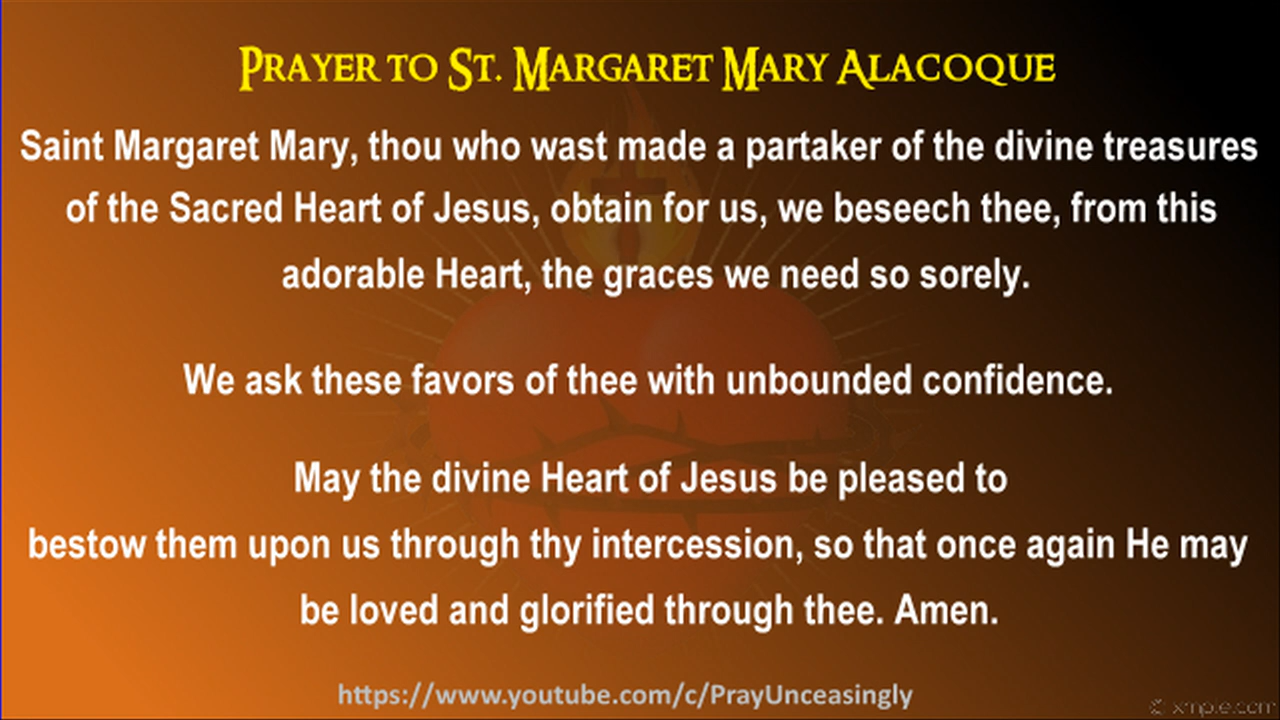 PRAYER TO ST. MARGARET MARY ALACOQUE
Saint Margaret Mary, thou who wast made a partaker of the divine treasures
of the Sacred Heart of Jesus, obtain for us, we beseech thee, from this
adorable Heart, the graces we need so sorely.
We ask these favors of thee with unbounded confidence.
May the divine Heart of Jesus be pleased to
bestow them upon us through thy intercession, so that once again He may
be loved and glorified through thee. Amen.
https://www.youtube.com/c/PrayUnceasingly
© xmple.com